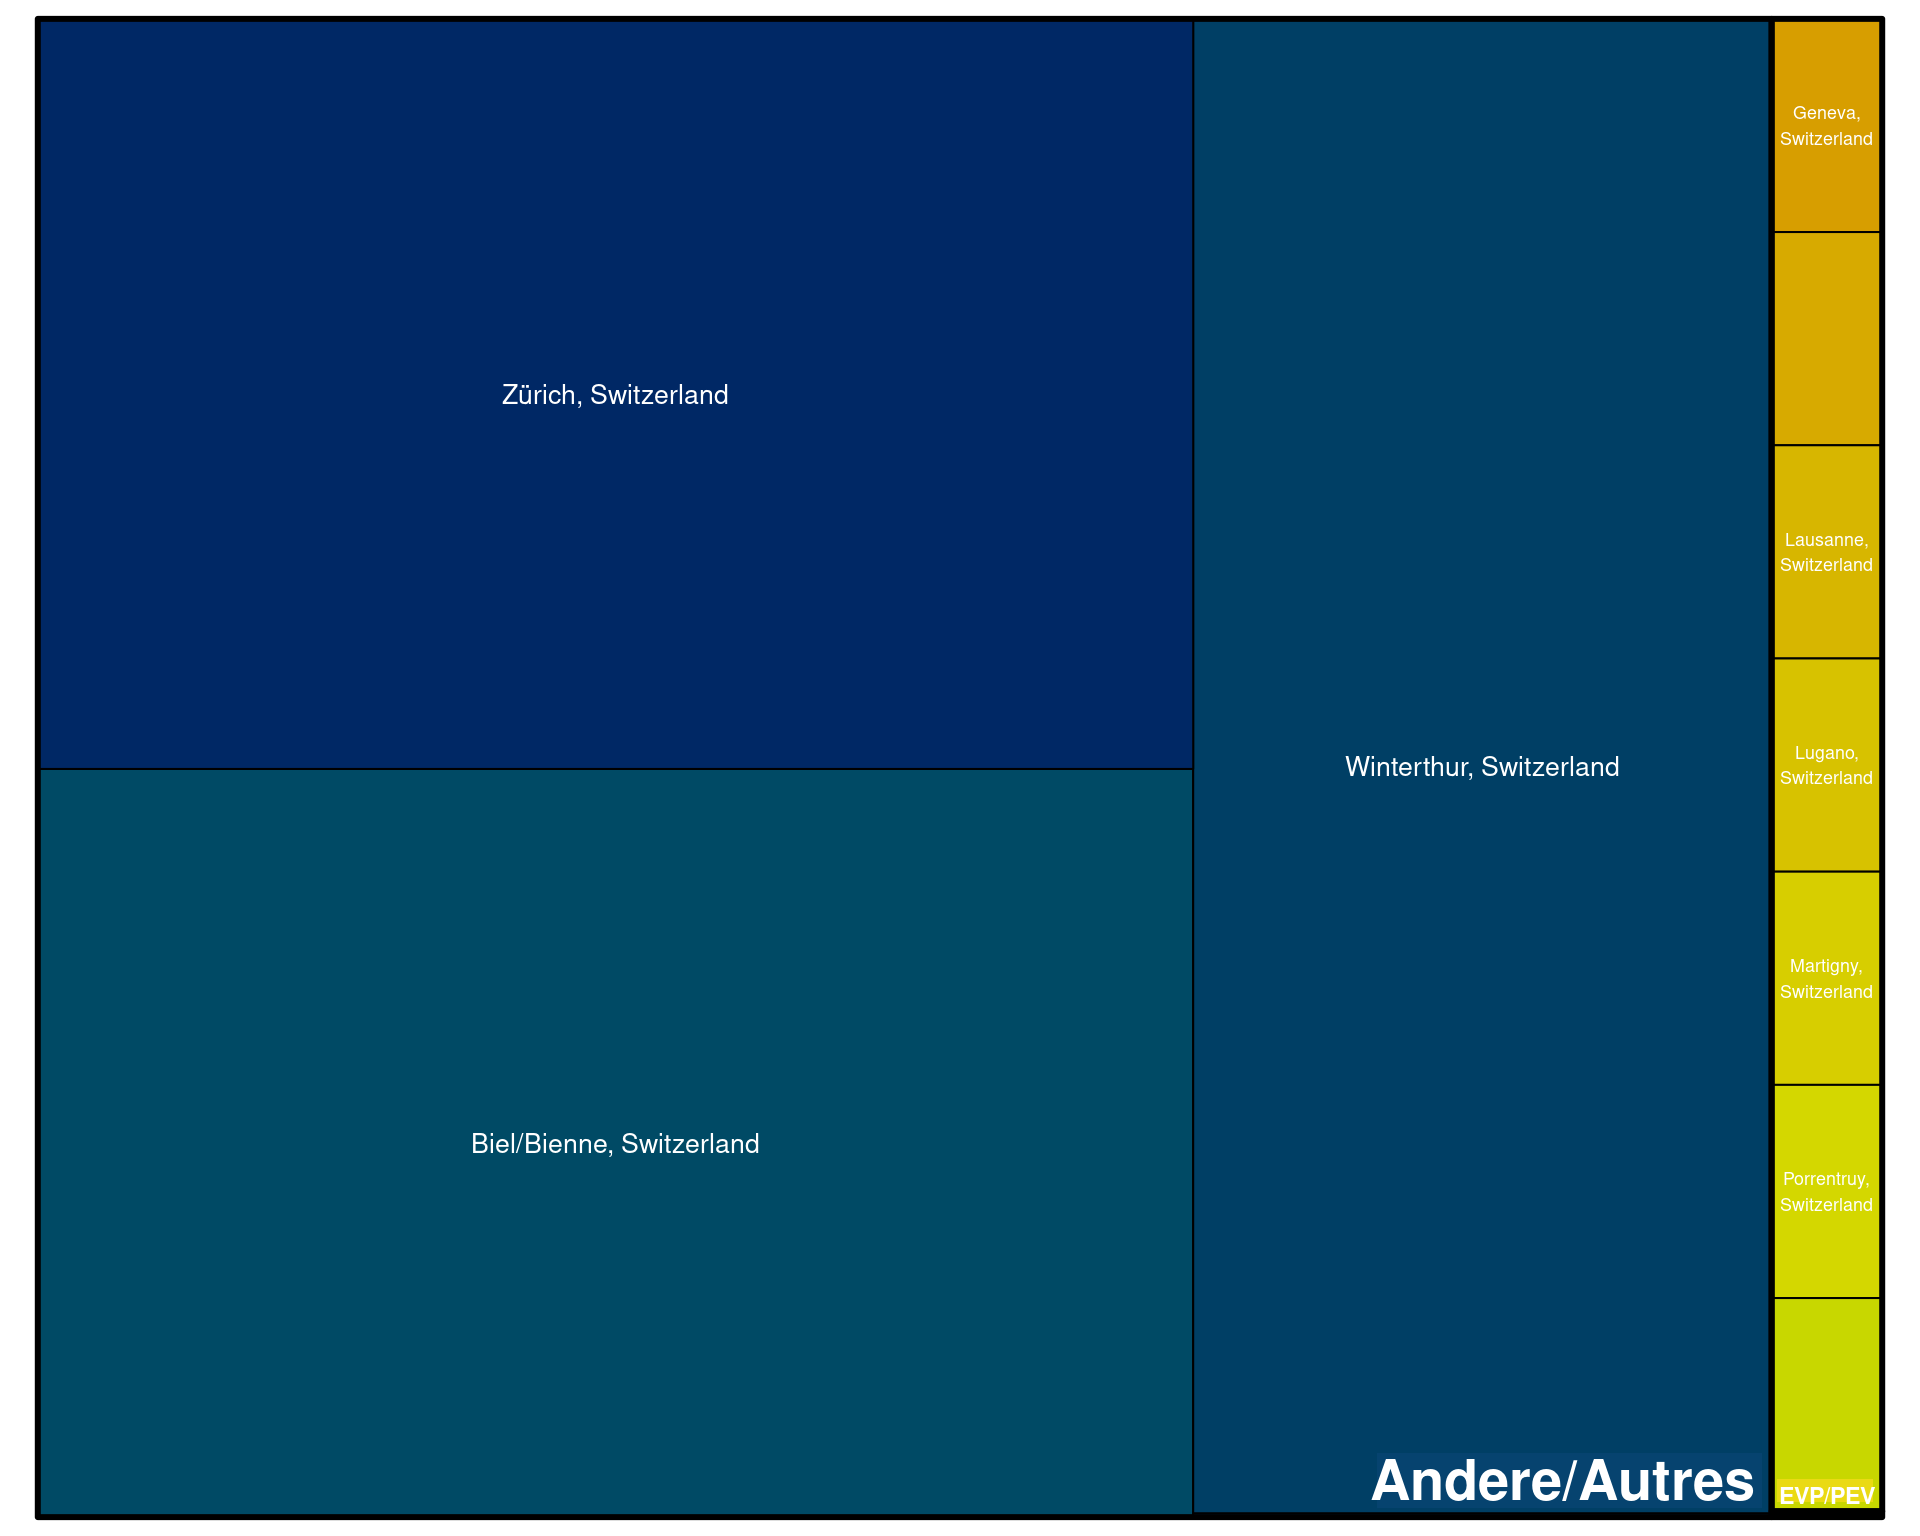 Zürich, Switzerland
Biel/Bienne, Switzerland
Winterthur, Switzerland
Andere/Autres
Geneva,
Switzerland
Lausanne,
Switzerland
Lugano,
Switzerland
Martigny,
Switzerland
Porrentruy,
Switzerland
EVP/PEV